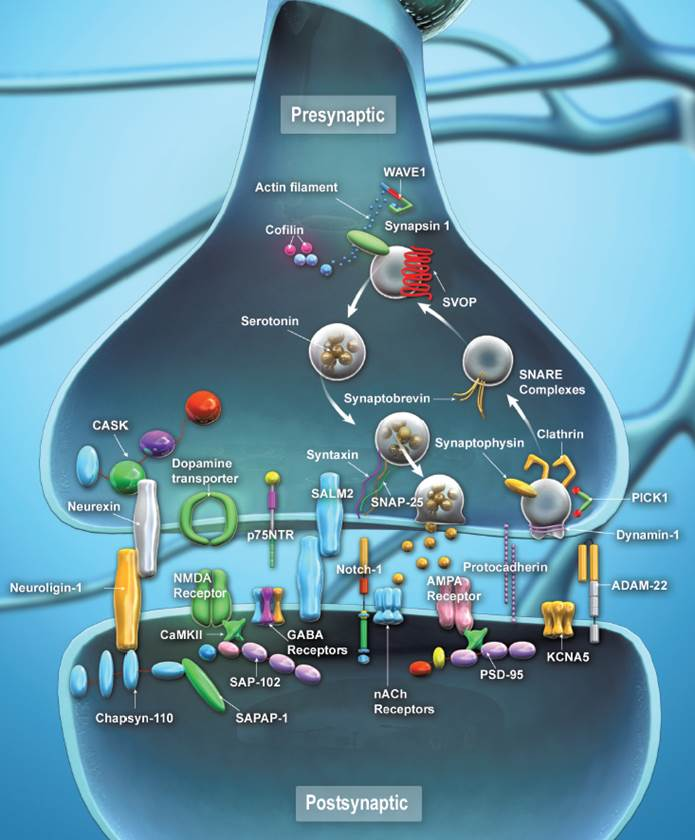 Presynaptic
WAVE1
Actin filament
Synapsin 1
Cofilin
SVOP
Serotonin
SNARE
Complexes
Synaptobrevin
CASK
Clathrin
Synaptophysin
Dopamine
transporter
Syntaxin
SALM2
SNAP-25
PICK1
Neurexin
p75NTR
Dynamin-1
Notch-1
Protocadherin
NMDA
Receptor
AMPA
Receptor
Neuroligin-1
ADAM-22
CaMKII
GABA
Receptors
KCNA5
SAP-102
PSD-95
nACh
Receptors
Chapsyn-110
SAPAP-1
Postsynaptic